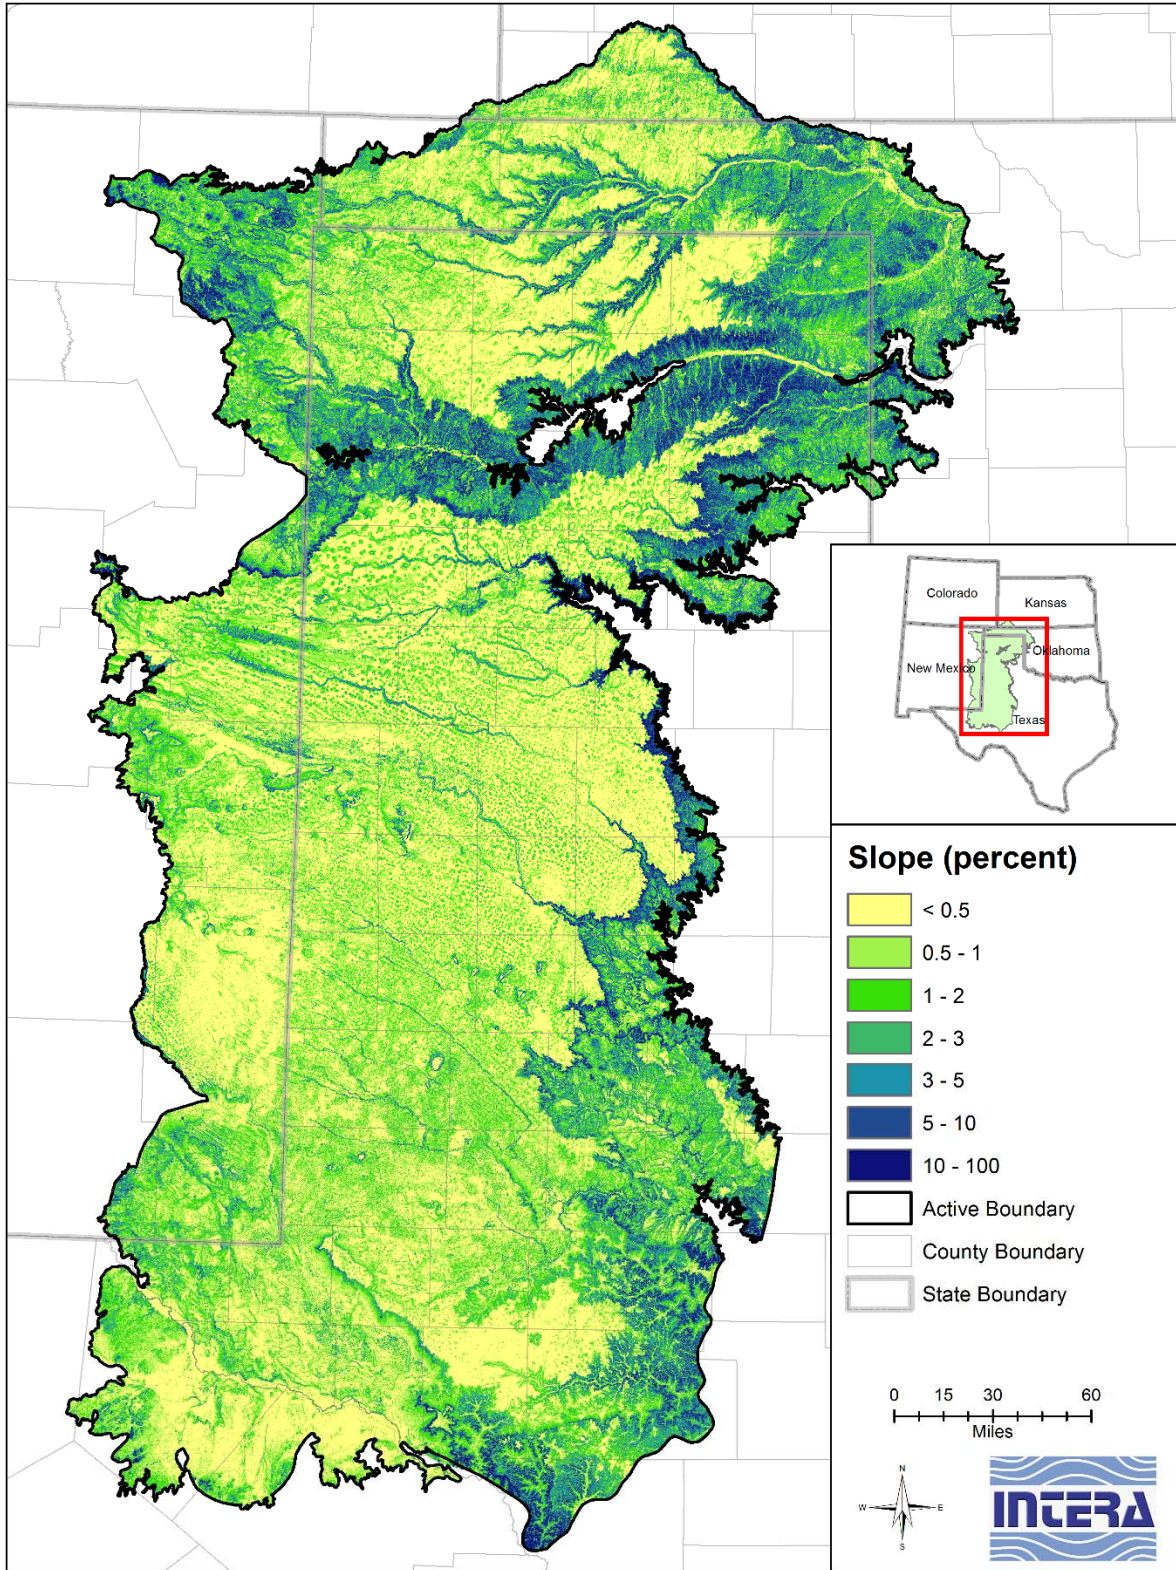 Colorado
Kansas
New Mexico
Oklahoma
Texas
Slope (percent)
< 0.5
0.5 - 1
1 - 2
2 - 3
3 - 5
5 - 10
10 - 100
Active Boundary
County Boundary
State Boundary
0 15 30 60
Miles
N
W E
S
INTERA